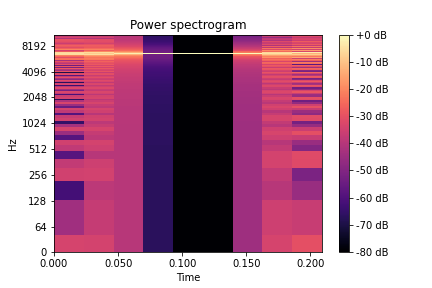 Power spectrogram
8192
4096
2048
1024
512
256
128
64
0
Hz
0.000
0.050
0.100
0.150
0.200
Time
+0 dB
-10 dB
-20 dB
-30 dB
-40 dB
-50 dB
-60 dB
-70 dB
-80 dB